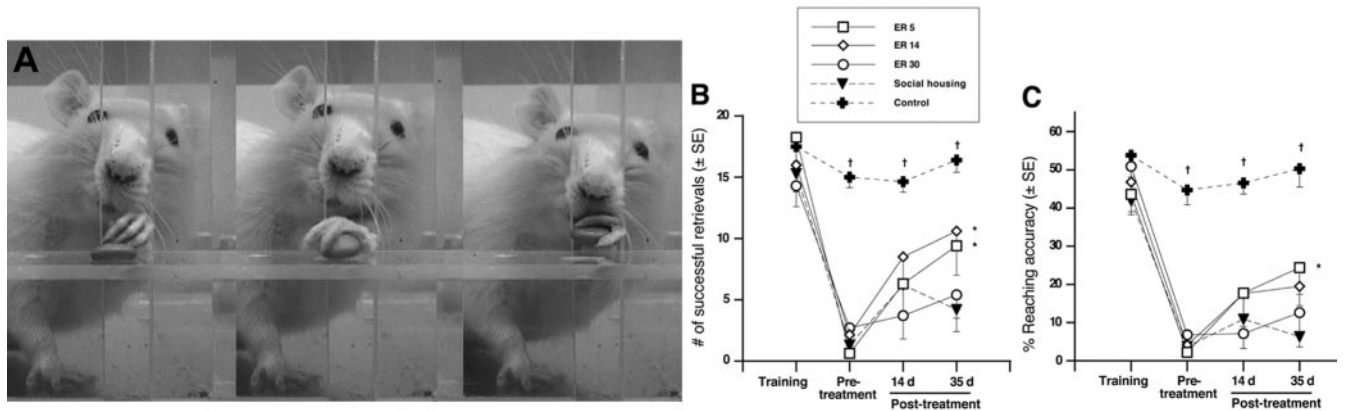 A
ER 5
ER 14
ER 30
Social housing
Control
B
# of successful retrievals (± SE)
20
15
10
5
0
†
†
†
*
*
Training
Pre-
treatment
14 d
35 d
Post-treatment
C
% Reaching accuracy (± SE)
60
50
40
30
20
10
0
†
†
†
*
Training
Pre-
treatment
14 d
35 d
Post-treatment